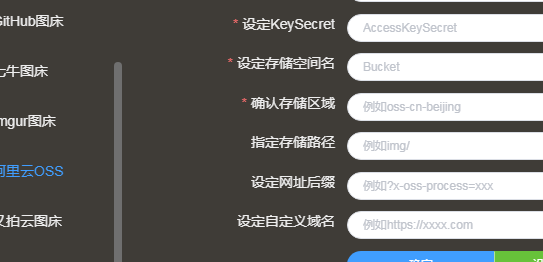 GitHub图床
七牛图床
mgur图床
阿里云OSS
又拍云图床
* 设定KeySecret
AccessKeySecret
* 设定存储空间名
Bucket
* 确认存储区域
例如oss-cn-beijing
指定存储路径
例如img/
设定网址后缀
例如?x-oss-process=xxx
设定自定义域名
例如https://xxxx.com